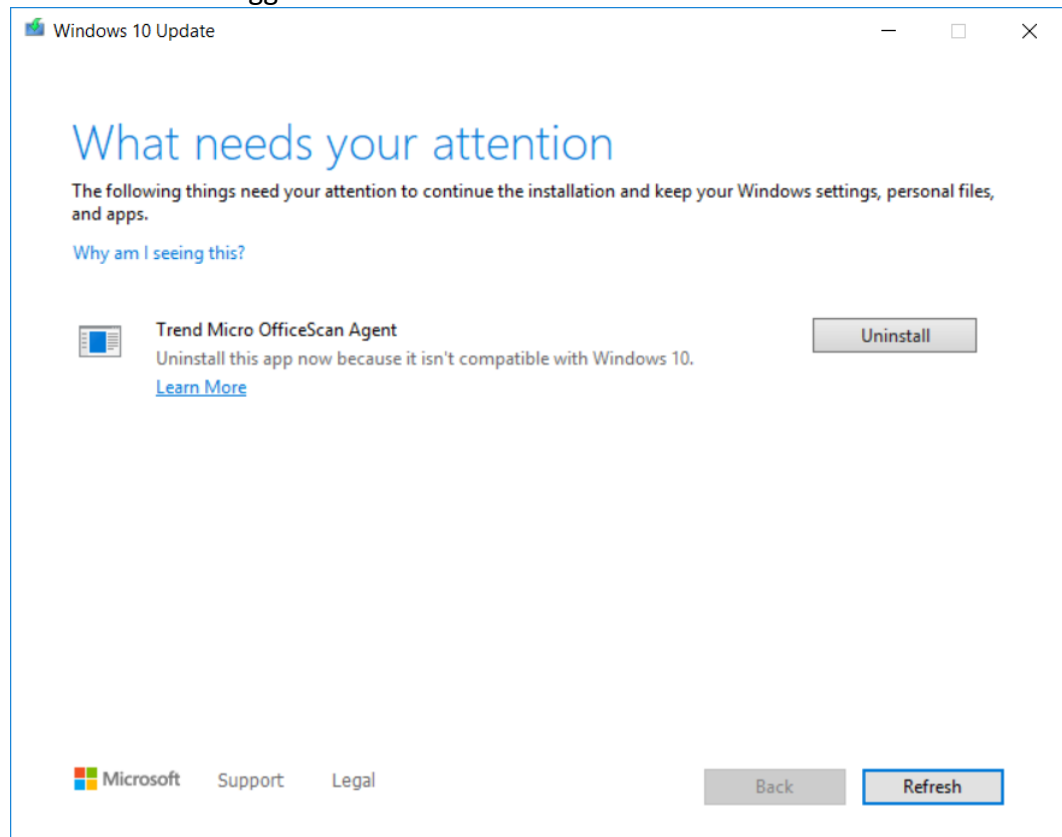 Windows 10 Update
What needs your attention
The following things need your attention to continue the installation and keep your Windows settings, personal files,
and apps.
Why am I seeing this?
Trend Micro OfficeScan Agent
Uninstall
Uninstall this app now because it isn't compatible with Windows 10.
Learn More
Microsoft Support Legal
Back Refresh